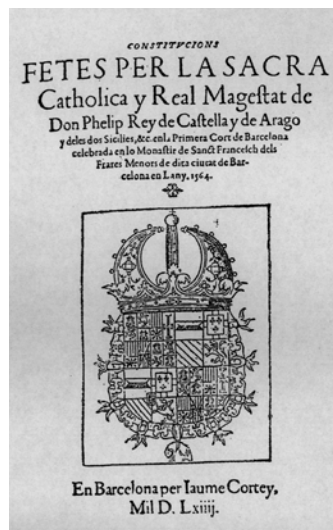 CONSTITVCIONS
FETES PER LA SACRA
Catholica y Real Mageſtat de
Don Phelip Rey de Caſtella y de Arago
y deles dos Sicilies, &c. en la Primera Cort de Barcelona
celebrada en lo Monaſtir de Sanct Franceſch dels
Frares Menors de dita ciutat de Bar-
celona en Lany, 1564.
En Barcelona per Iaume Cortey,
Mil D. Lxiiij.